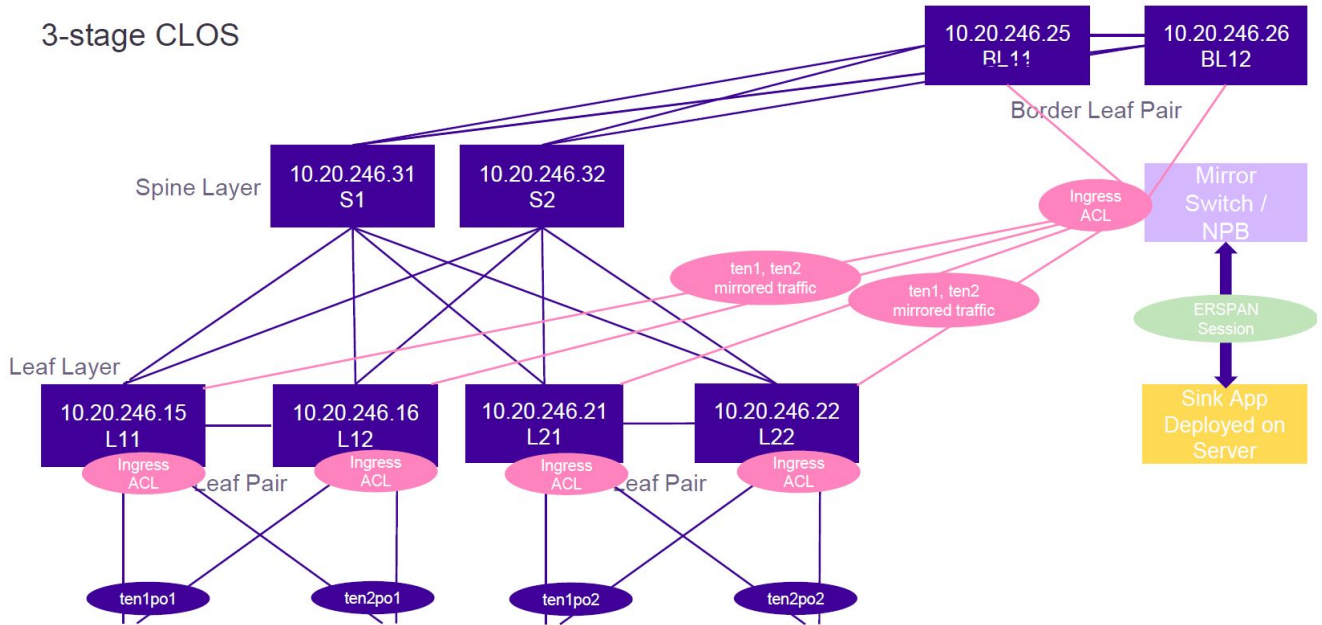 3-stage CLOS
10.20.246.25
BL11
10.20.246.26
BL12
Border Leaf Pair
Spine Layer
10.20.246.31
S1
10.20.246.32
S2
Ingress
ACL
Mirror
Switch /
NPB
ten1, ten2
mirrored traffic
ten1, ten2
mirrored traffic
ERSPAN
Session
Leaf Layer
10.20.246.15
L11
10.20.246.16
L12
10.20.246.21
L21
10.20.246.22
L22
Sink App
Deployed on
Server
Ingress
ACL
Leaf Pair
Ingress
ACL
Ingress
ACL
Leaf Pair
Ingress
ACL
ten1po1
ten2po1
ten1po2
ten2po2